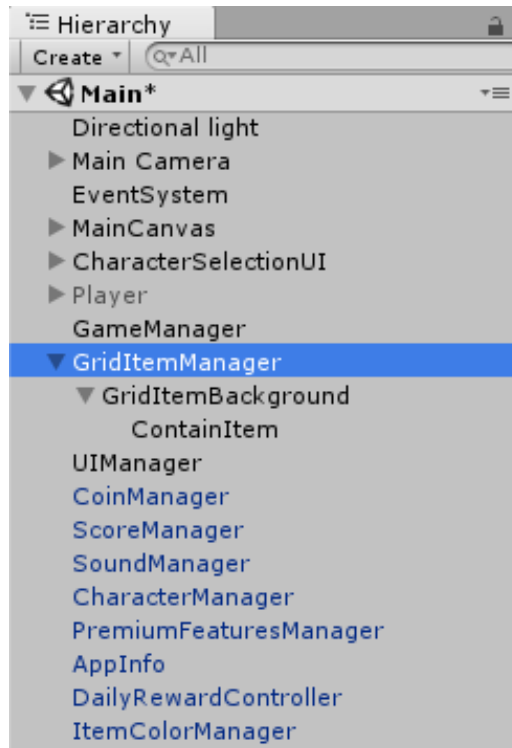 Hierarchy
Create All
Main*
Directional light
Main Camera
EventSystem
MainCanvas
CharacterSelectionUI
Player
GameManager
GridItemManager
GridItemBackground
ContainItem
UIManager
CoinManager
ScoreManager
SoundManager
CharacterManager
PremiumFeaturesManager
AppInfo
DailyRewardController
ItemColorManager